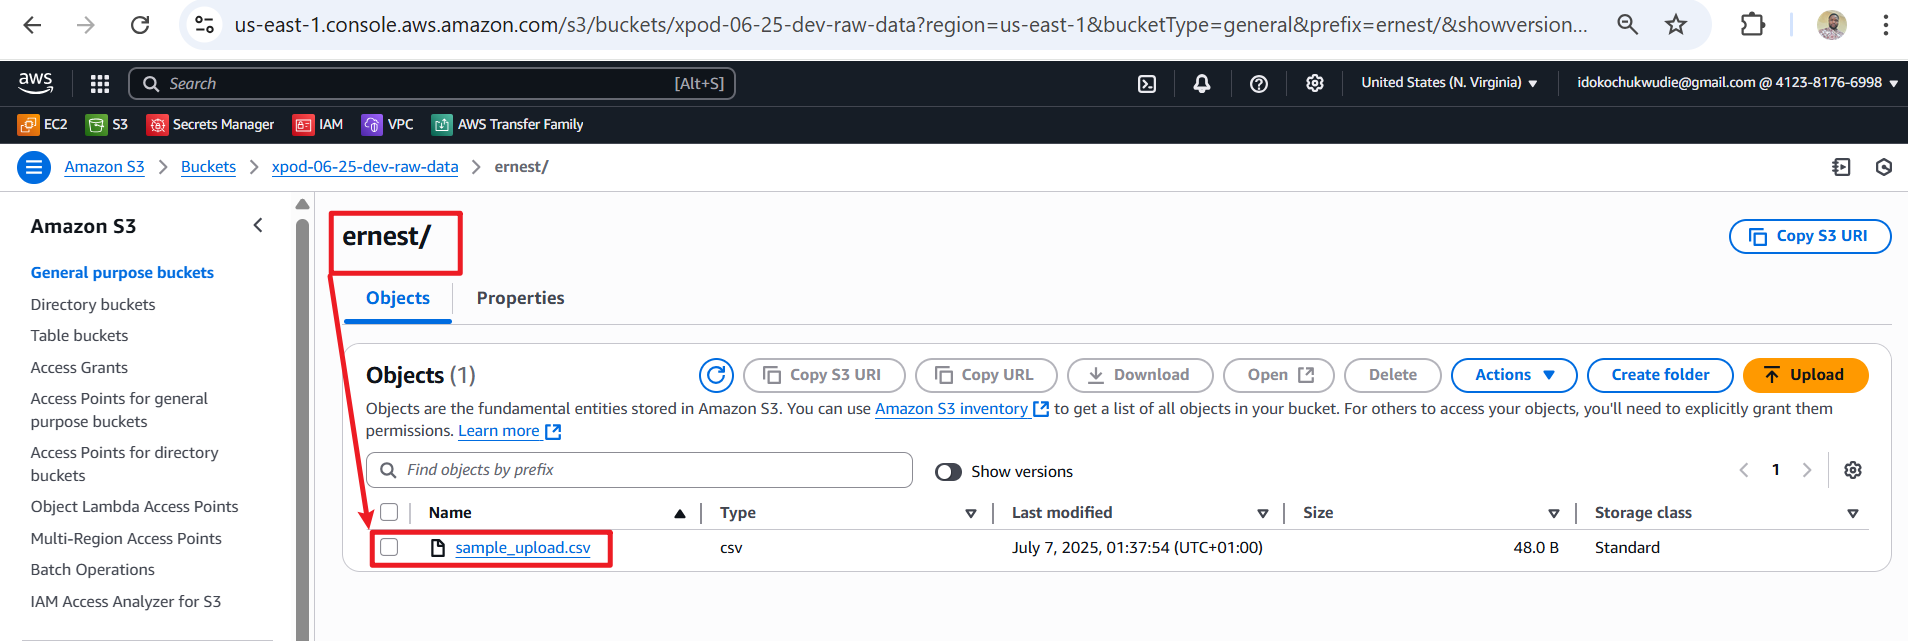 us-east-1.console.aws.amazon.com/s3/buckets/xpod-06-25-dev-raw-data?region=us-east-1&bucketType=general&prefix=ernest/&showversion...
aws
Search [Alt+S]
United States (N. Virginia)
idokochukwudie@gmail.com @ 4123-8176-6998
EC2
S3
Secrets Manager
IAM
VPC
AWS Transfer Family
Amazon S3 > Buckets > xpod-06-25-dev-raw-data > ernest/
Amazon S3
General purpose buckets
Directory buckets
Table buckets
Access Grants
Access Points for general
purpose buckets
Access Points for directory
buckets
Object Lambda Access Points
Multi-Region Access Points
Batch Operations
IAM Access Analyzer for S3
ernest/
Copy S3 URI
Objects
Properties
Objects (1)
Copy S3 URI
Copy URL
Download
Open
Delete
Actions
Create folder
Upload
Objects are the fundamental entities stored in Amazon S3. You can use Amazon S3 inventory to get a list of all objects in your bucket. For others to access your objects, you'll need to explicitly grant them
permissions. Learn more
Find objects by prefix
Show versions
1
Name Type Last modified Size Storage class
sample_upload.csv csv July 7, 2025, 01:37:54 (UTC+01:00) 48.0 B Standard